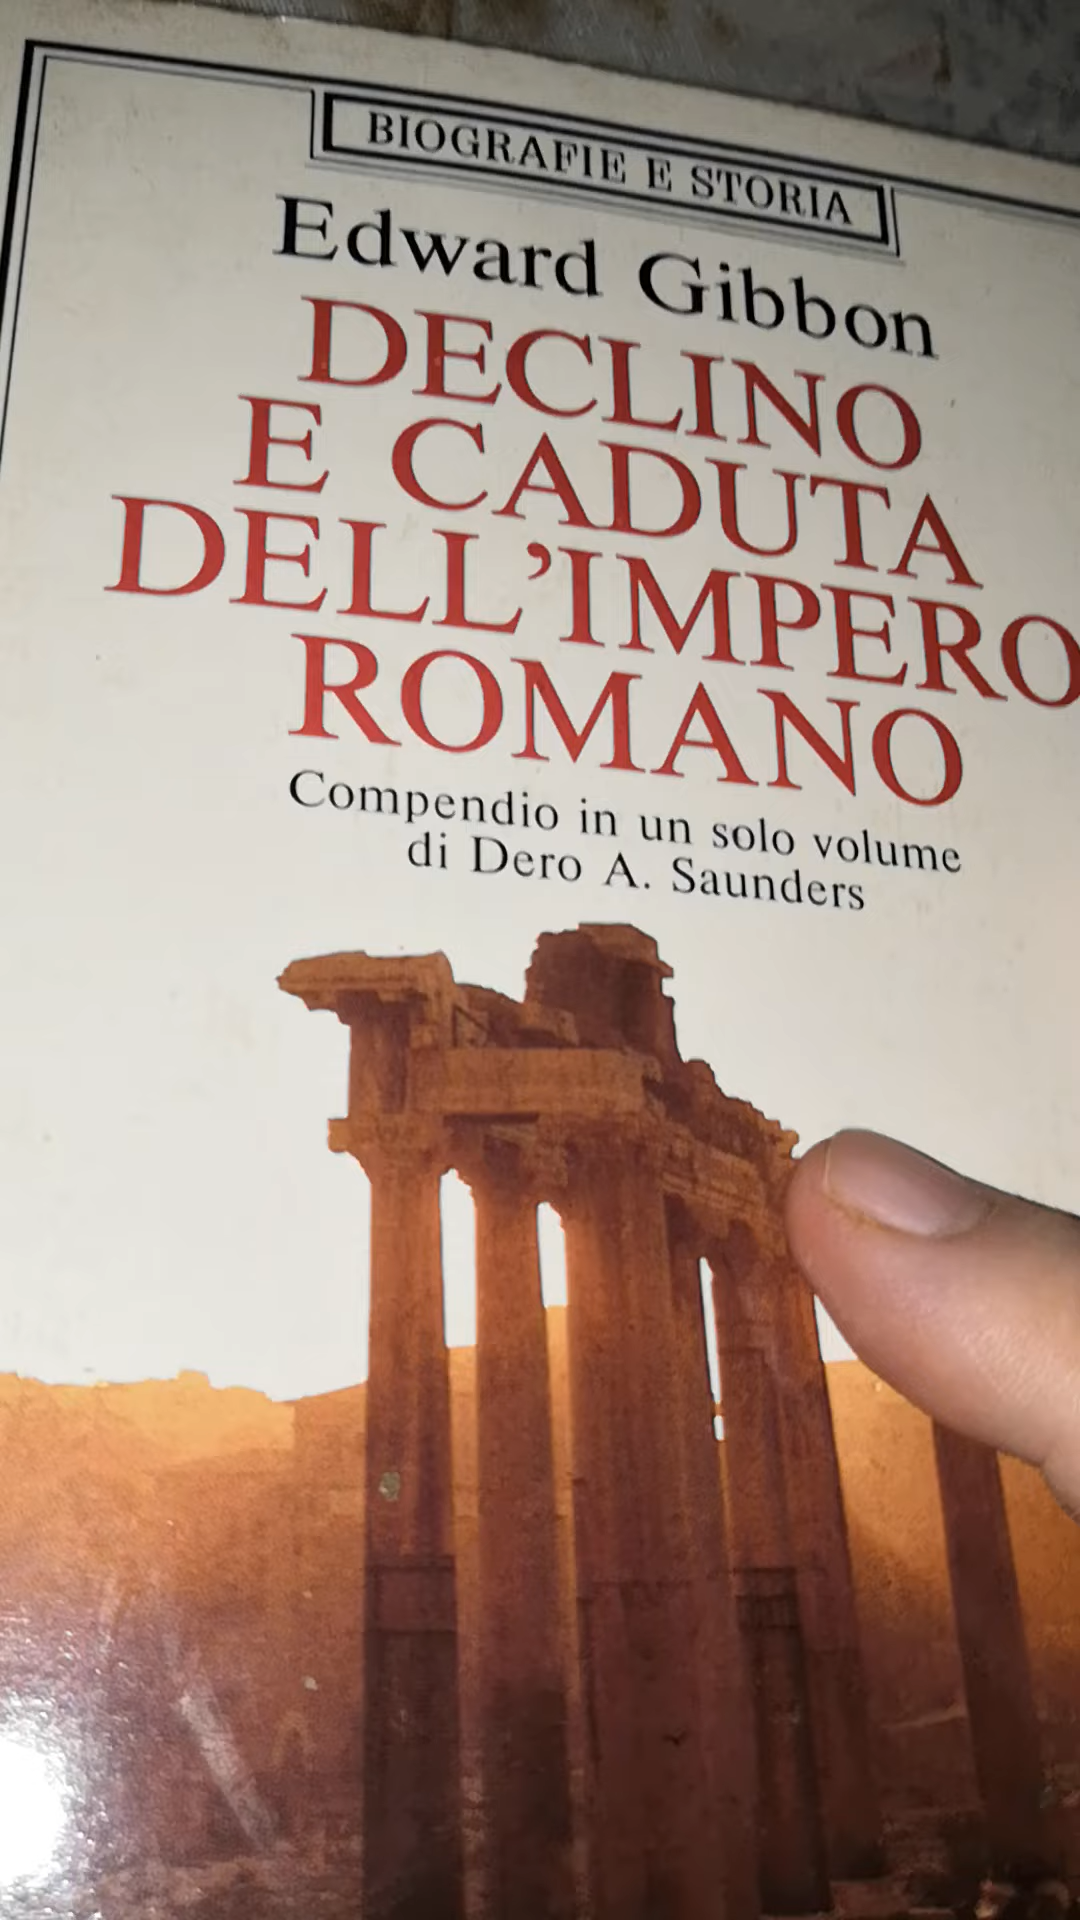 BIOGRAFIE E STORIA
Edward Gibbon
DECLINO
E CADUTA
DELL'IMPERO
ROMANO
Compendio in un solo volume
di Dero A. Saunders